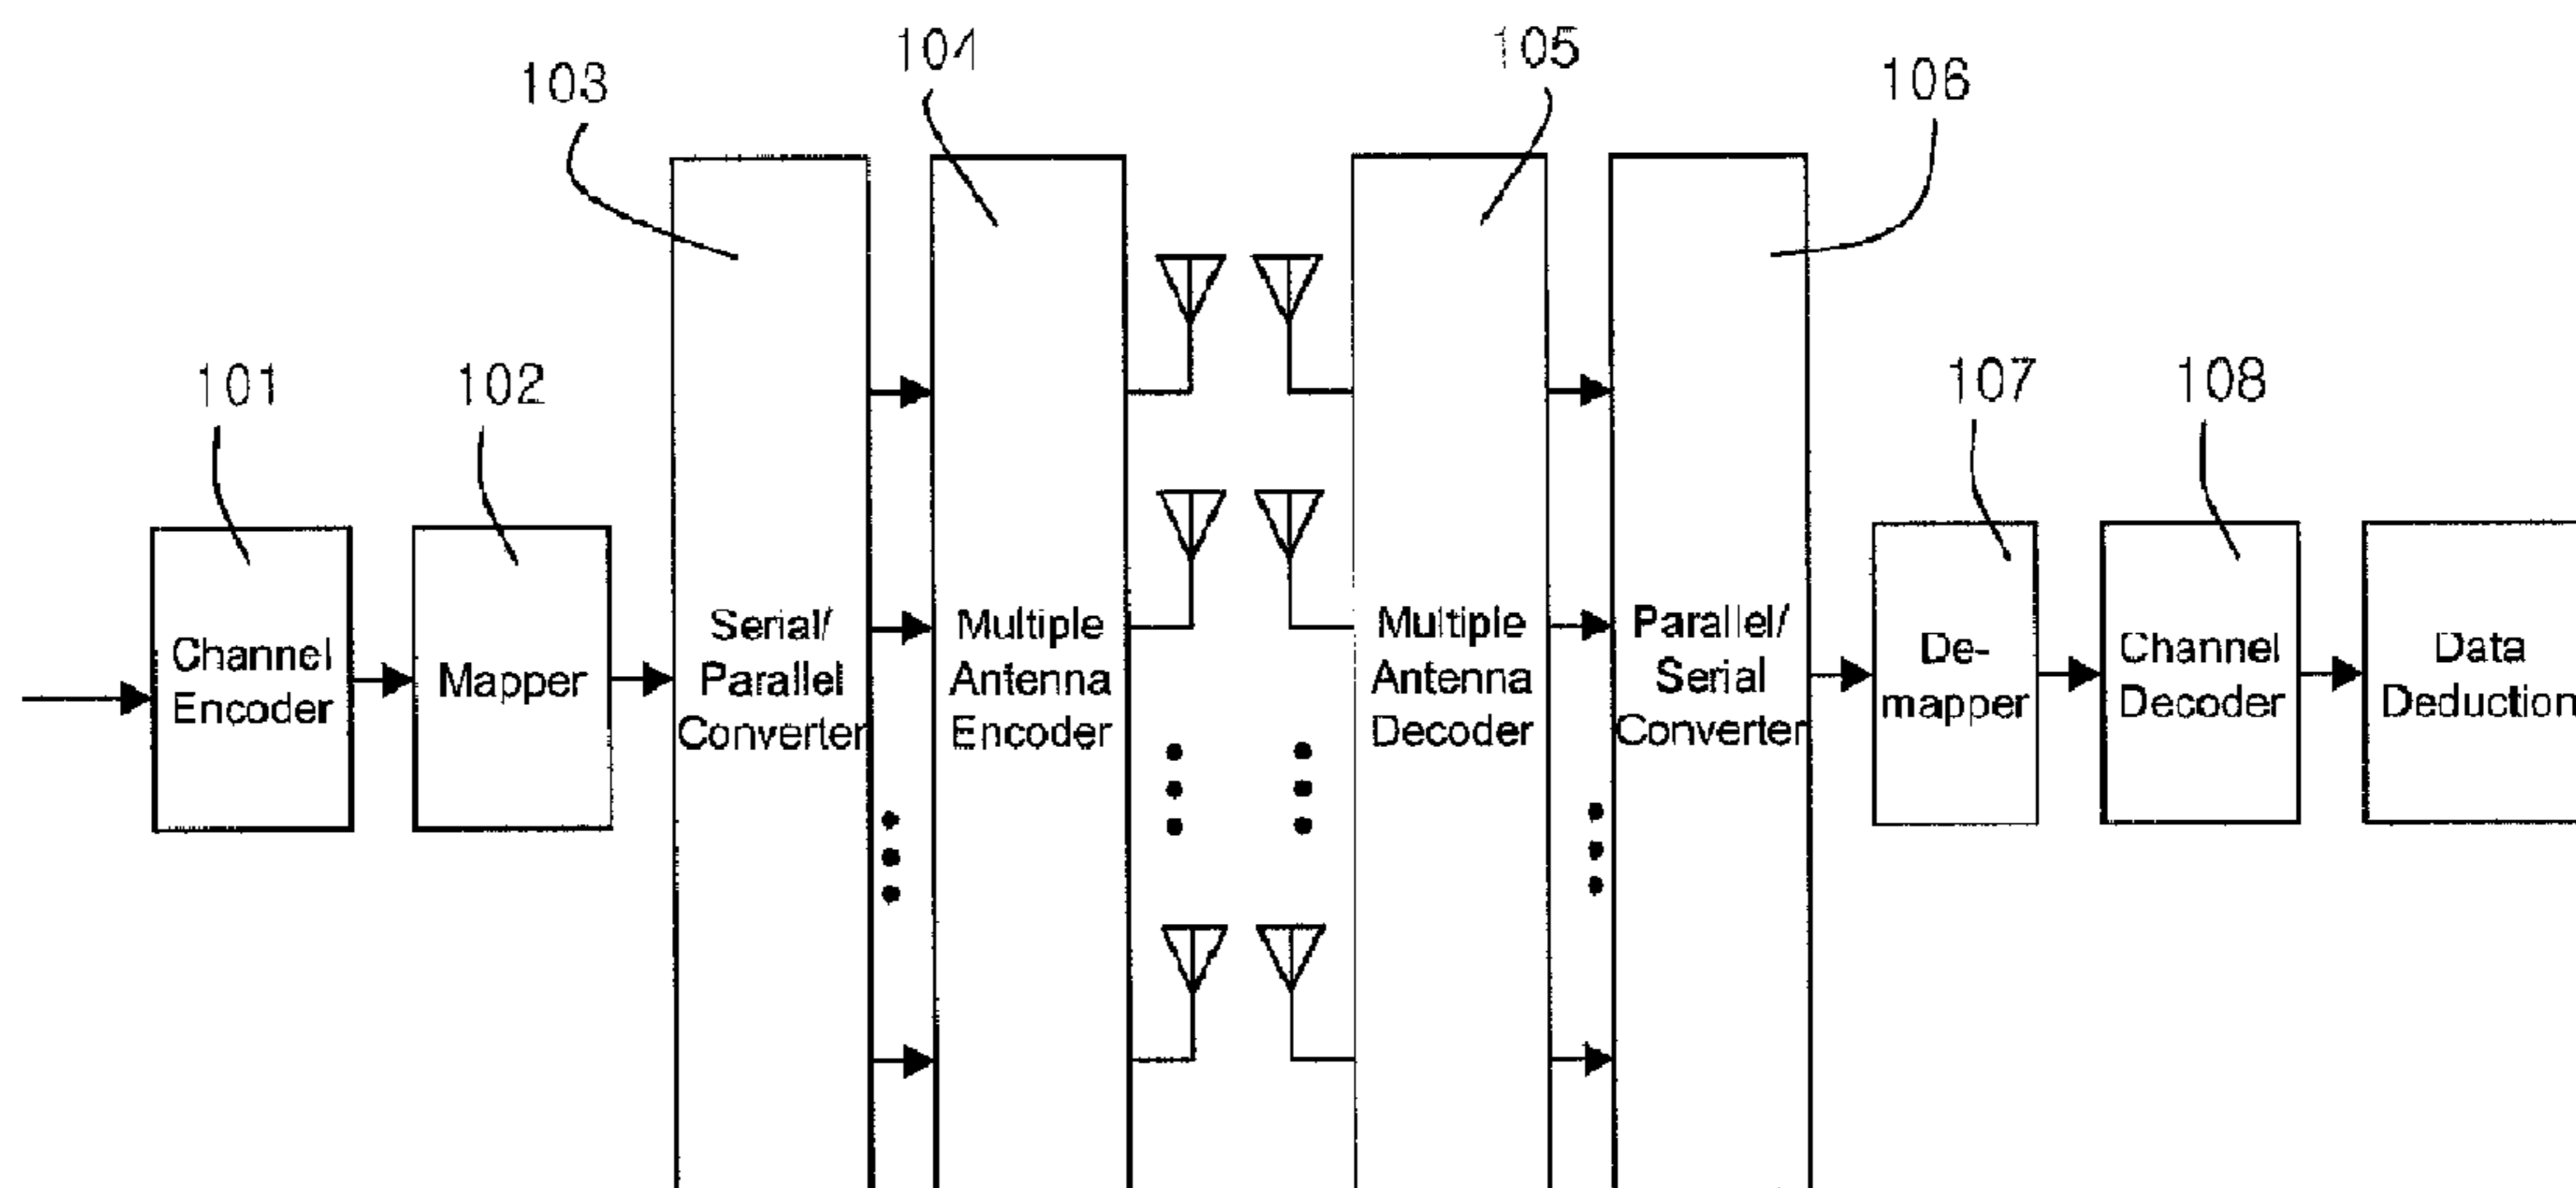 103
104
105
106
101
102
107
108
Channel
Encoder
Mapper
Serial/
Parallel
Converter
Multiple
Antenna
Encoder
Multiple
Antenna
Decoder
Parallel/
Serial
Converter
De-
mapper
Channel
Decoder
Data
Deduction